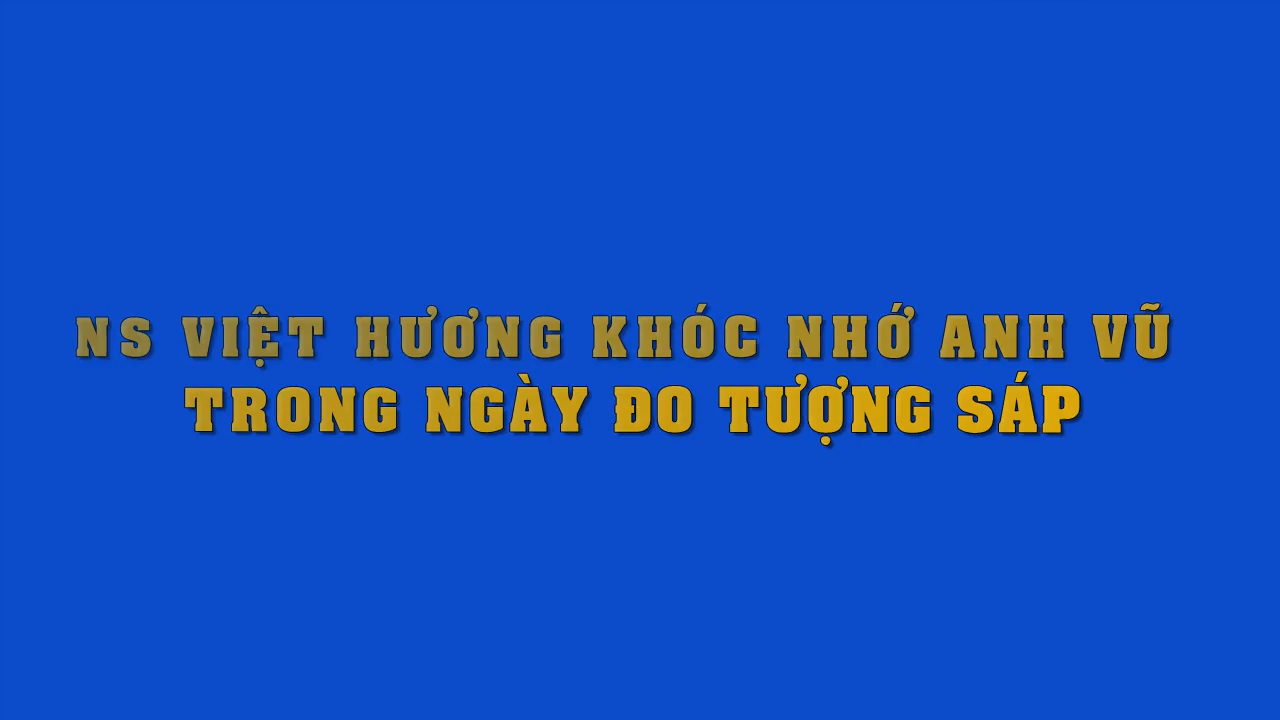 NS VIỆT HƯƠNG KHÓC NHỚ ANH VŨ
TRONG NGÀY ĐO TƯỢNG SÁP